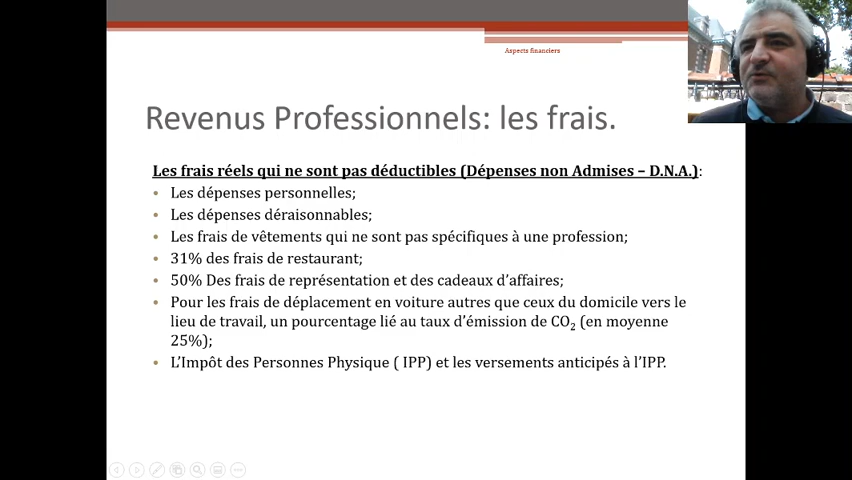 Aspects financiers
Revenus Professionnels: les frais.
Les frais réels qui ne sont pas déductibles (Dépenses non Admises – D.N.A.):
• Les dépenses personnelles;
• Les dépenses déraisonnables;
• Les frais de vêtements qui ne sont pas spécifiques à une profession;
• 31% des frais de restaurant;
• 50% Des frais de représentation et des cadeaux d’affaires;
• Pour les frais de déplacement en voiture autres que ceux du domicile vers le
lieu de travail, un pourcentage lié au taux d’émission de CO₂ (en moyenne
25%);
• L’Impôt des Personnes Physique ( IPP) et les versements anticipés à l’IPP.